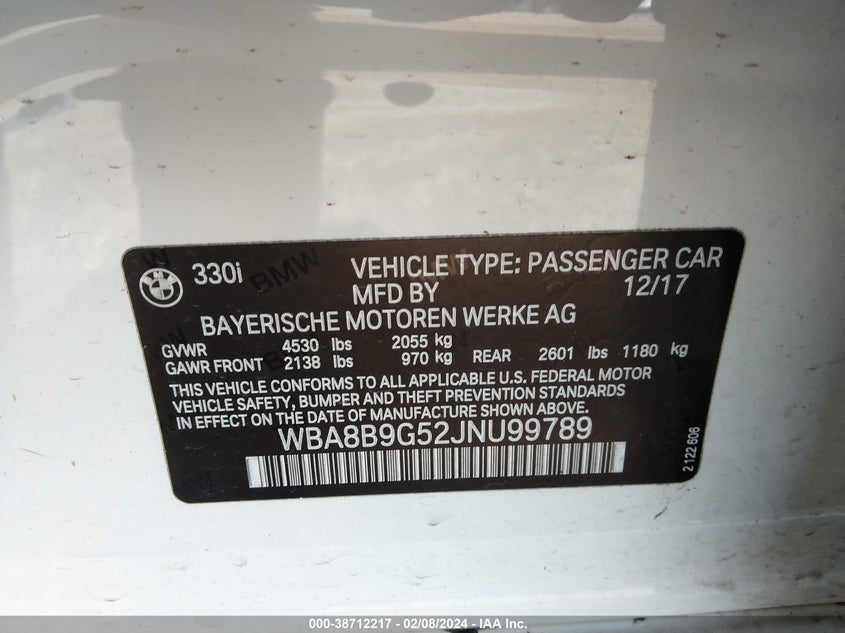 330i
VEHICLE TYPE: PASSENGER CAR
MFD BY 12/17
BAYERISCHE MOTOREN WERKE AG
GVWR 4530 lbs 2055 kg
GAWR FRONT 2138 lbs 970 kg REAR 2601 lbs 1180 kg
THIS VEHICLE CONFORMS TO ALL APPLICABLE U.S. FEDERAL MOTOR
VEHICLE SAFETY, BUMPER AND THEFT PREVENTION STANDARDS
IN EFFECT ON THE DATE OF MANUFACTURE SHOWN ABOVE.
WBA8B9G52JNU99789
2 122 606
000-38712217 - 02/08/2024 - IAA Inc.